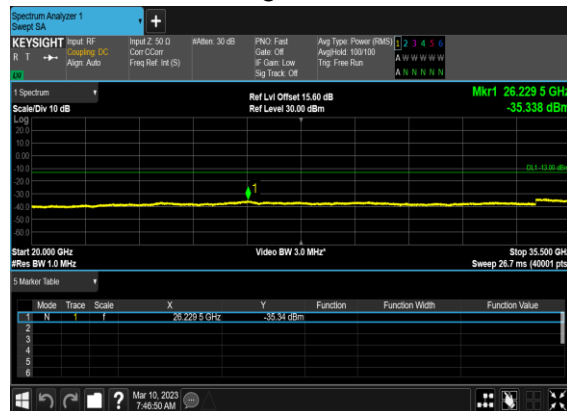 Spectrum Analyzer 1
Swept SA
+
KEYSIGHT Input: RF Input Z: 50 Ω #Atten: 30 dB PNO: Fast Avg Type: Power (RMS) 1 2 3 4 5 6
R T Coupling: DC Corr CCorr Gate: Off Avg|Hold: 100/100 A W W W W W
Align: Auto Freq Ref: Int (S) IF Gain: Low Trig: Free Run
Sig Track: Off A N N N N N
1 Spectrum Ref Lvl Offset 15.60 dB Mkr1 26.229 5 GHz
Scale/Div 10 dB Ref Level 30.00 dBm -35.338 dBm
Log
20.0
10.0
0.00
-10.0
DL1 -13.00 dBm
-20.0
1
-30.0
-40.0
-50.0
-60.0
Start 20.000 GHz Video BW 3.0 MHz* Stop 35.500 GHz
#Res BW 1.0 MHz Sweep 26.7 ms (40001 pts)
5 Marker Table
Mode Trace Scale X Y Function Function Width Function Value
1 N 1 f 26.229 5 GHz -35.34 dBm
2
3
4
5
6
? Mar 10, 2023
7:46:50 AM